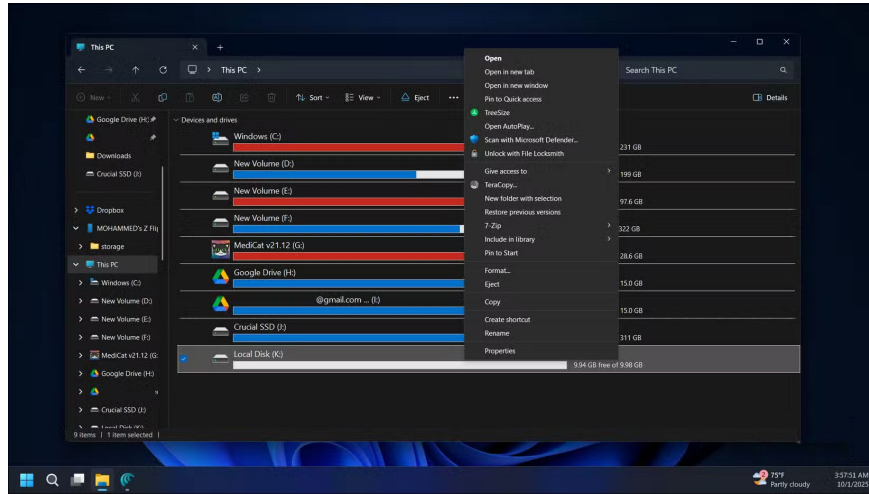 This PC
This PC
Search This PC
New
Sort
View
Eject
Details
Google Drive (H:)
Downloads
Crucial SSD (J:)
Dropbox
MOHAMMED's Z Flip
storage
This PC
Windows (C:)
New Volume (D:)
New Volume (E:)
New Volume (F:)
MediCat v21.12 (G:
Google Drive (H:)
Crucial SSD (J:)
Local Disk (K:)
Devices and drives
Windows (C:)
231 GB
New Volume (D:)
199 GB
New Volume (E:)
97.6 GB
New Volume (F:)
322 GB
MediCat v21.12 (G:)
28.6 GB
Google Drive (H:)
15.0 GB
@gmail.com ... (I:)
15.0 GB
Crucial SSD (J:)
311 GB
Local Disk (K:)
9.94 GB free of 9.98 GB
Open
Open in new tab
Open in new window
Pin to Quick access
TreeSize
Open AutoPlay...
Scan with Microsoft Defender...
Unlock with File Locksmith
Give access to
TeraCopy...
New folder with selection
Restore previous versions
7-Zip
Include in library
Pin to Start
Format...
Eject
Copy
Create shortcut
Rename
Properties
9 items
1 item selected
75°F
Partly cloudy
3:57:51 AM
10/1/2025